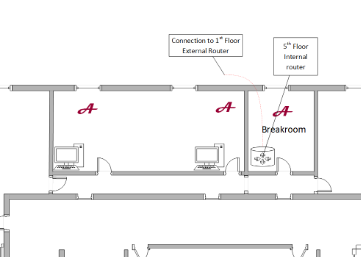 Connection to 1st Floor
External Router
5th Floor
Internal
router
A
A
A
Breakroom